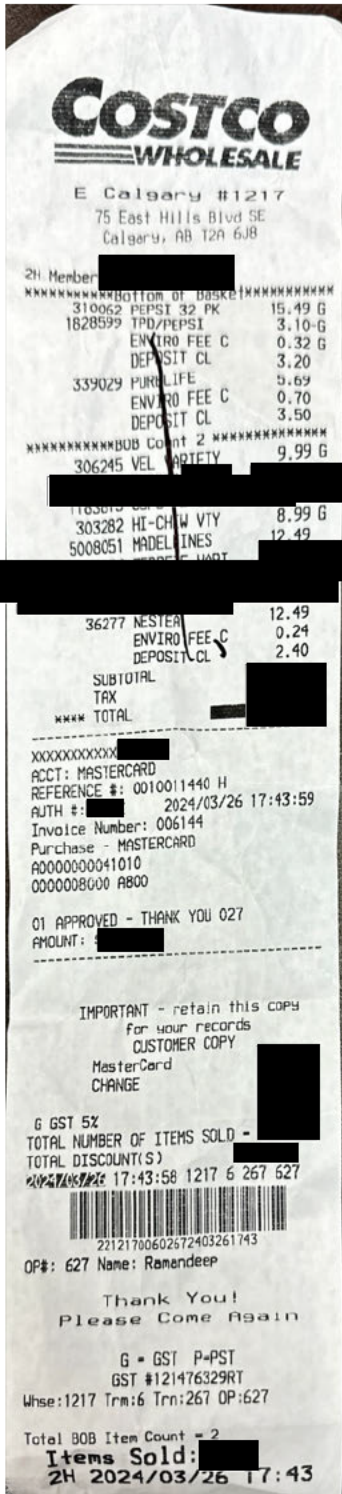 COSTCO
WHOLESALE
E Calgary #1217
75 East Hills Blvd SE
Calgary, AB T2A 6J8
2H Member
***********Bottom of Basket***********
310062 PEPSI 32 PK 15.49 G
1828599 TPD/PEPSI 3.10-G
ENVIRO FEE C 0.32 G
DEPOSIT CL 3.20
339029 PURELIFE 5.69
ENVIRO FEE C 0.70
DEPOSIT CL 3.50
***********BOB Count 2 ***************
306245 VEL VARIETY 9.99 G
303282 HI-CHEW VTY 8.99 G
5008051 MADELEINES 12.49
12.49
36277 NESTEA
ENVIRO FEE C 0.24
DEPOSIT CL 2.40
SUBTOTAL
TAX
**** TOTAL
XXXXXXXXXXX
ACCT: MASTERCARD
REFERENCE #: 0010011440 H
AUTH #: 2024/03/26 17:43:59
Invoice Number: 006144
Purchase - MASTERCARD
A0000000041010
0000008000 A800
01 APPROVED - THANK YOU 027
AMOUNT:
IMPORTANT - retain this copy
for your records
CUSTOMER COPY
MasterCard
CHANGE
G GST 5%
TOTAL NUMBER OF ITEMS SOLD =
TOTAL DISCOUNT(S)
2024/03/26 17:43:58 1217 6 267 627
22121700602672403261743
OP#: 627 Name: Ramandeep
Thank You!
Please Come Again
G = GST P=PST
GST #121476329RT
Whse:1217 Trm:6 Trn:267 OP:627
Total BOB Item Count = 2
Items Sold:
2H 2024/03/26 17:43